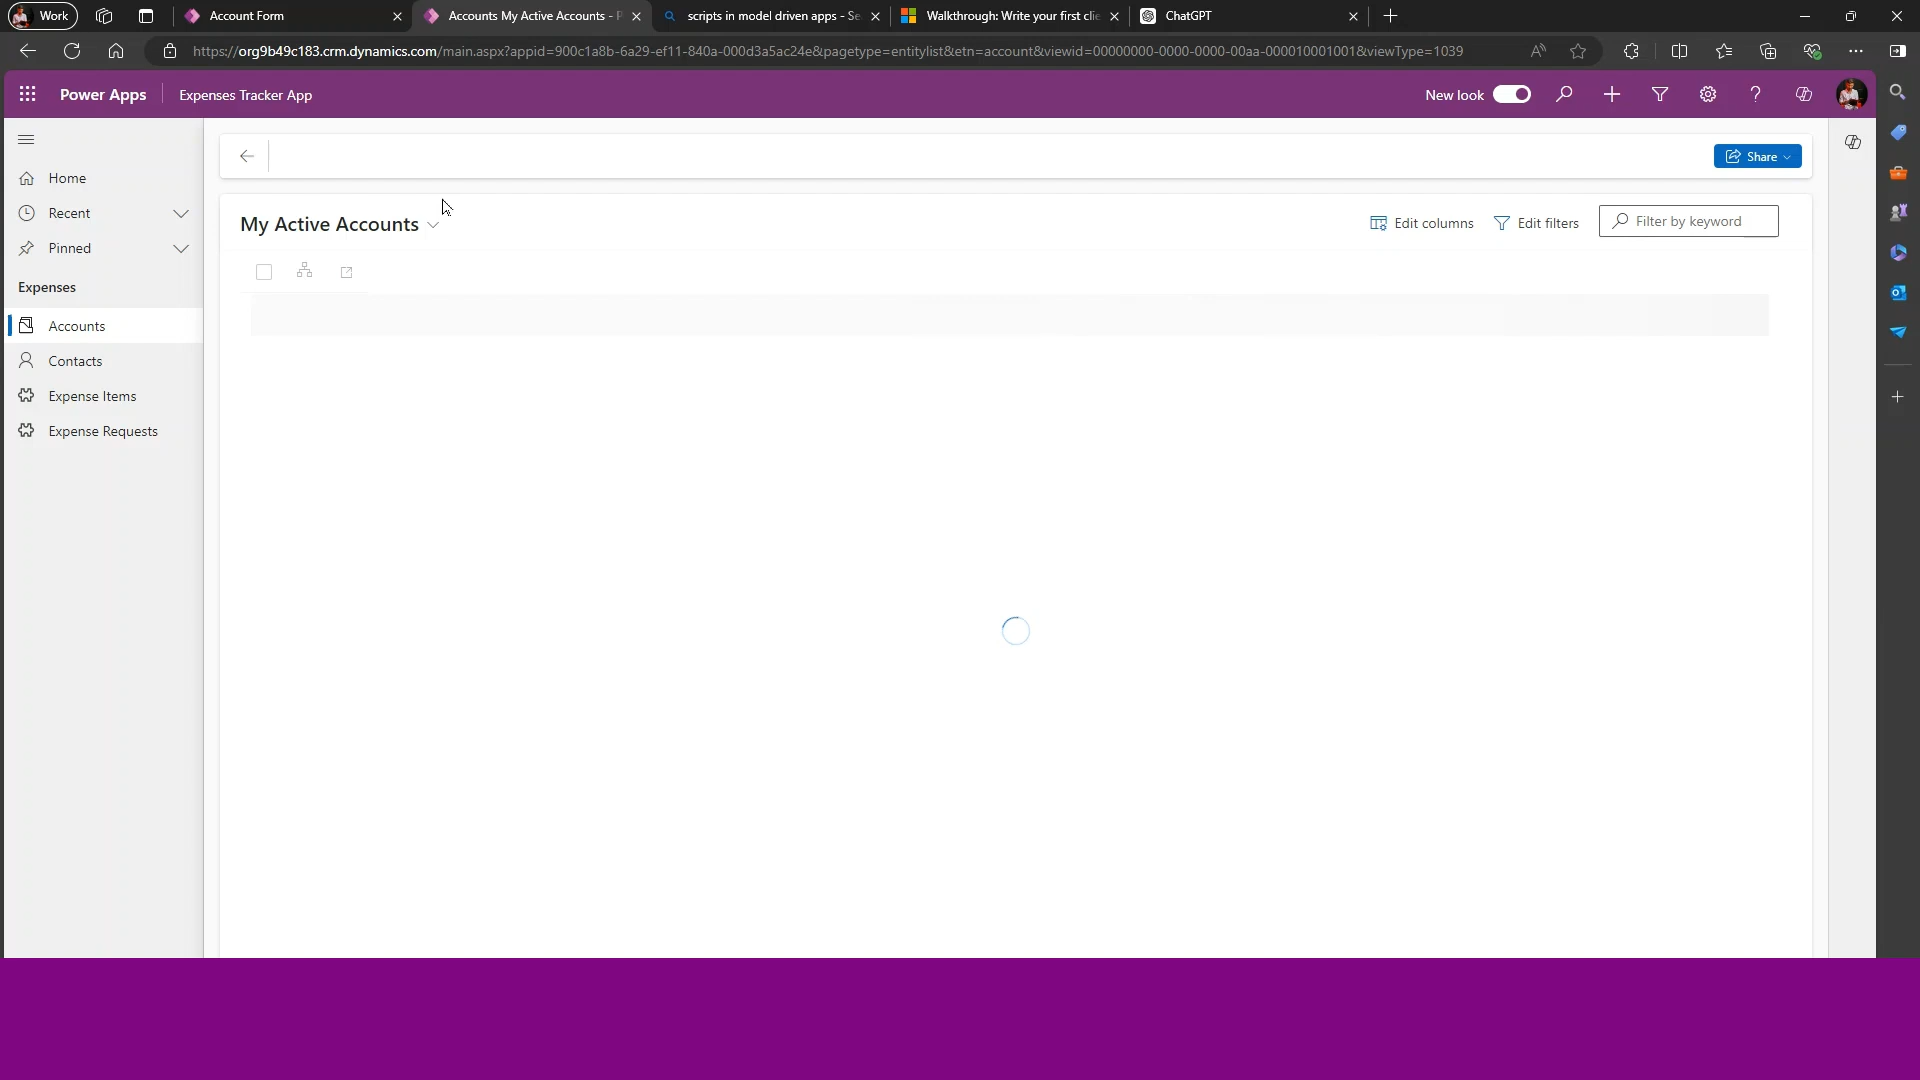 Work
Account Form
Accounts My Active Accounts - P
scripts in model driven apps - Se
Walkthrough: Write your first clie
ChatGPT
https://org9b49c183.crm.dynamics.com/main.aspx?appid=900c1a8b-6a29-ef11-840a-000d3a5ac24e&pagetype=entitylist&etn=account&viewid=00000000-0000-0000-00aa-000010001001&viewType=1039
Power Apps
Expenses Tracker App
New look
Home
Recent
Pinned
Expenses
Accounts
Contacts
Expense Items
Expense Requests
Share
My Active Accounts
Edit columns
Edit filters
Filter by keyword